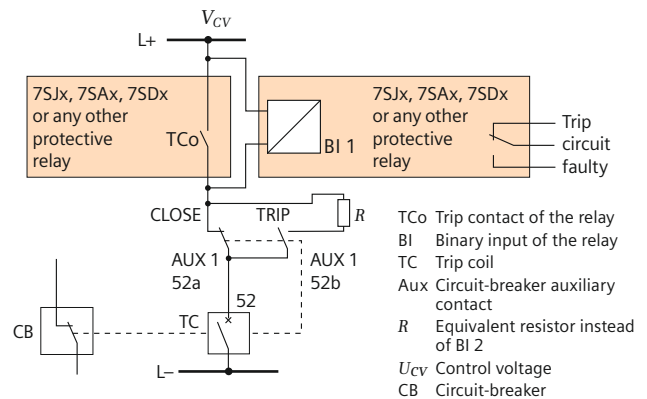 V_CV
L+
7SJx, 7SAx, 7SDx
or any other
protective
relay
TCo
BI 1
7SJx, 7SAx, 7SDx
or any other
protective
relay
Trip
circuit
faulty
CLOSE
TRIP
R
AUX 1
52a
AUX 1
52b
CB
TC
52
L–
TCo Trip contact of the relay
BI Binary input of the relay
TC Trip coil
Aux Circuit-breaker auxiliary
contact
R Equivalent resistor instead
of BI 2
U_CV Control voltage
CB Circuit-breaker